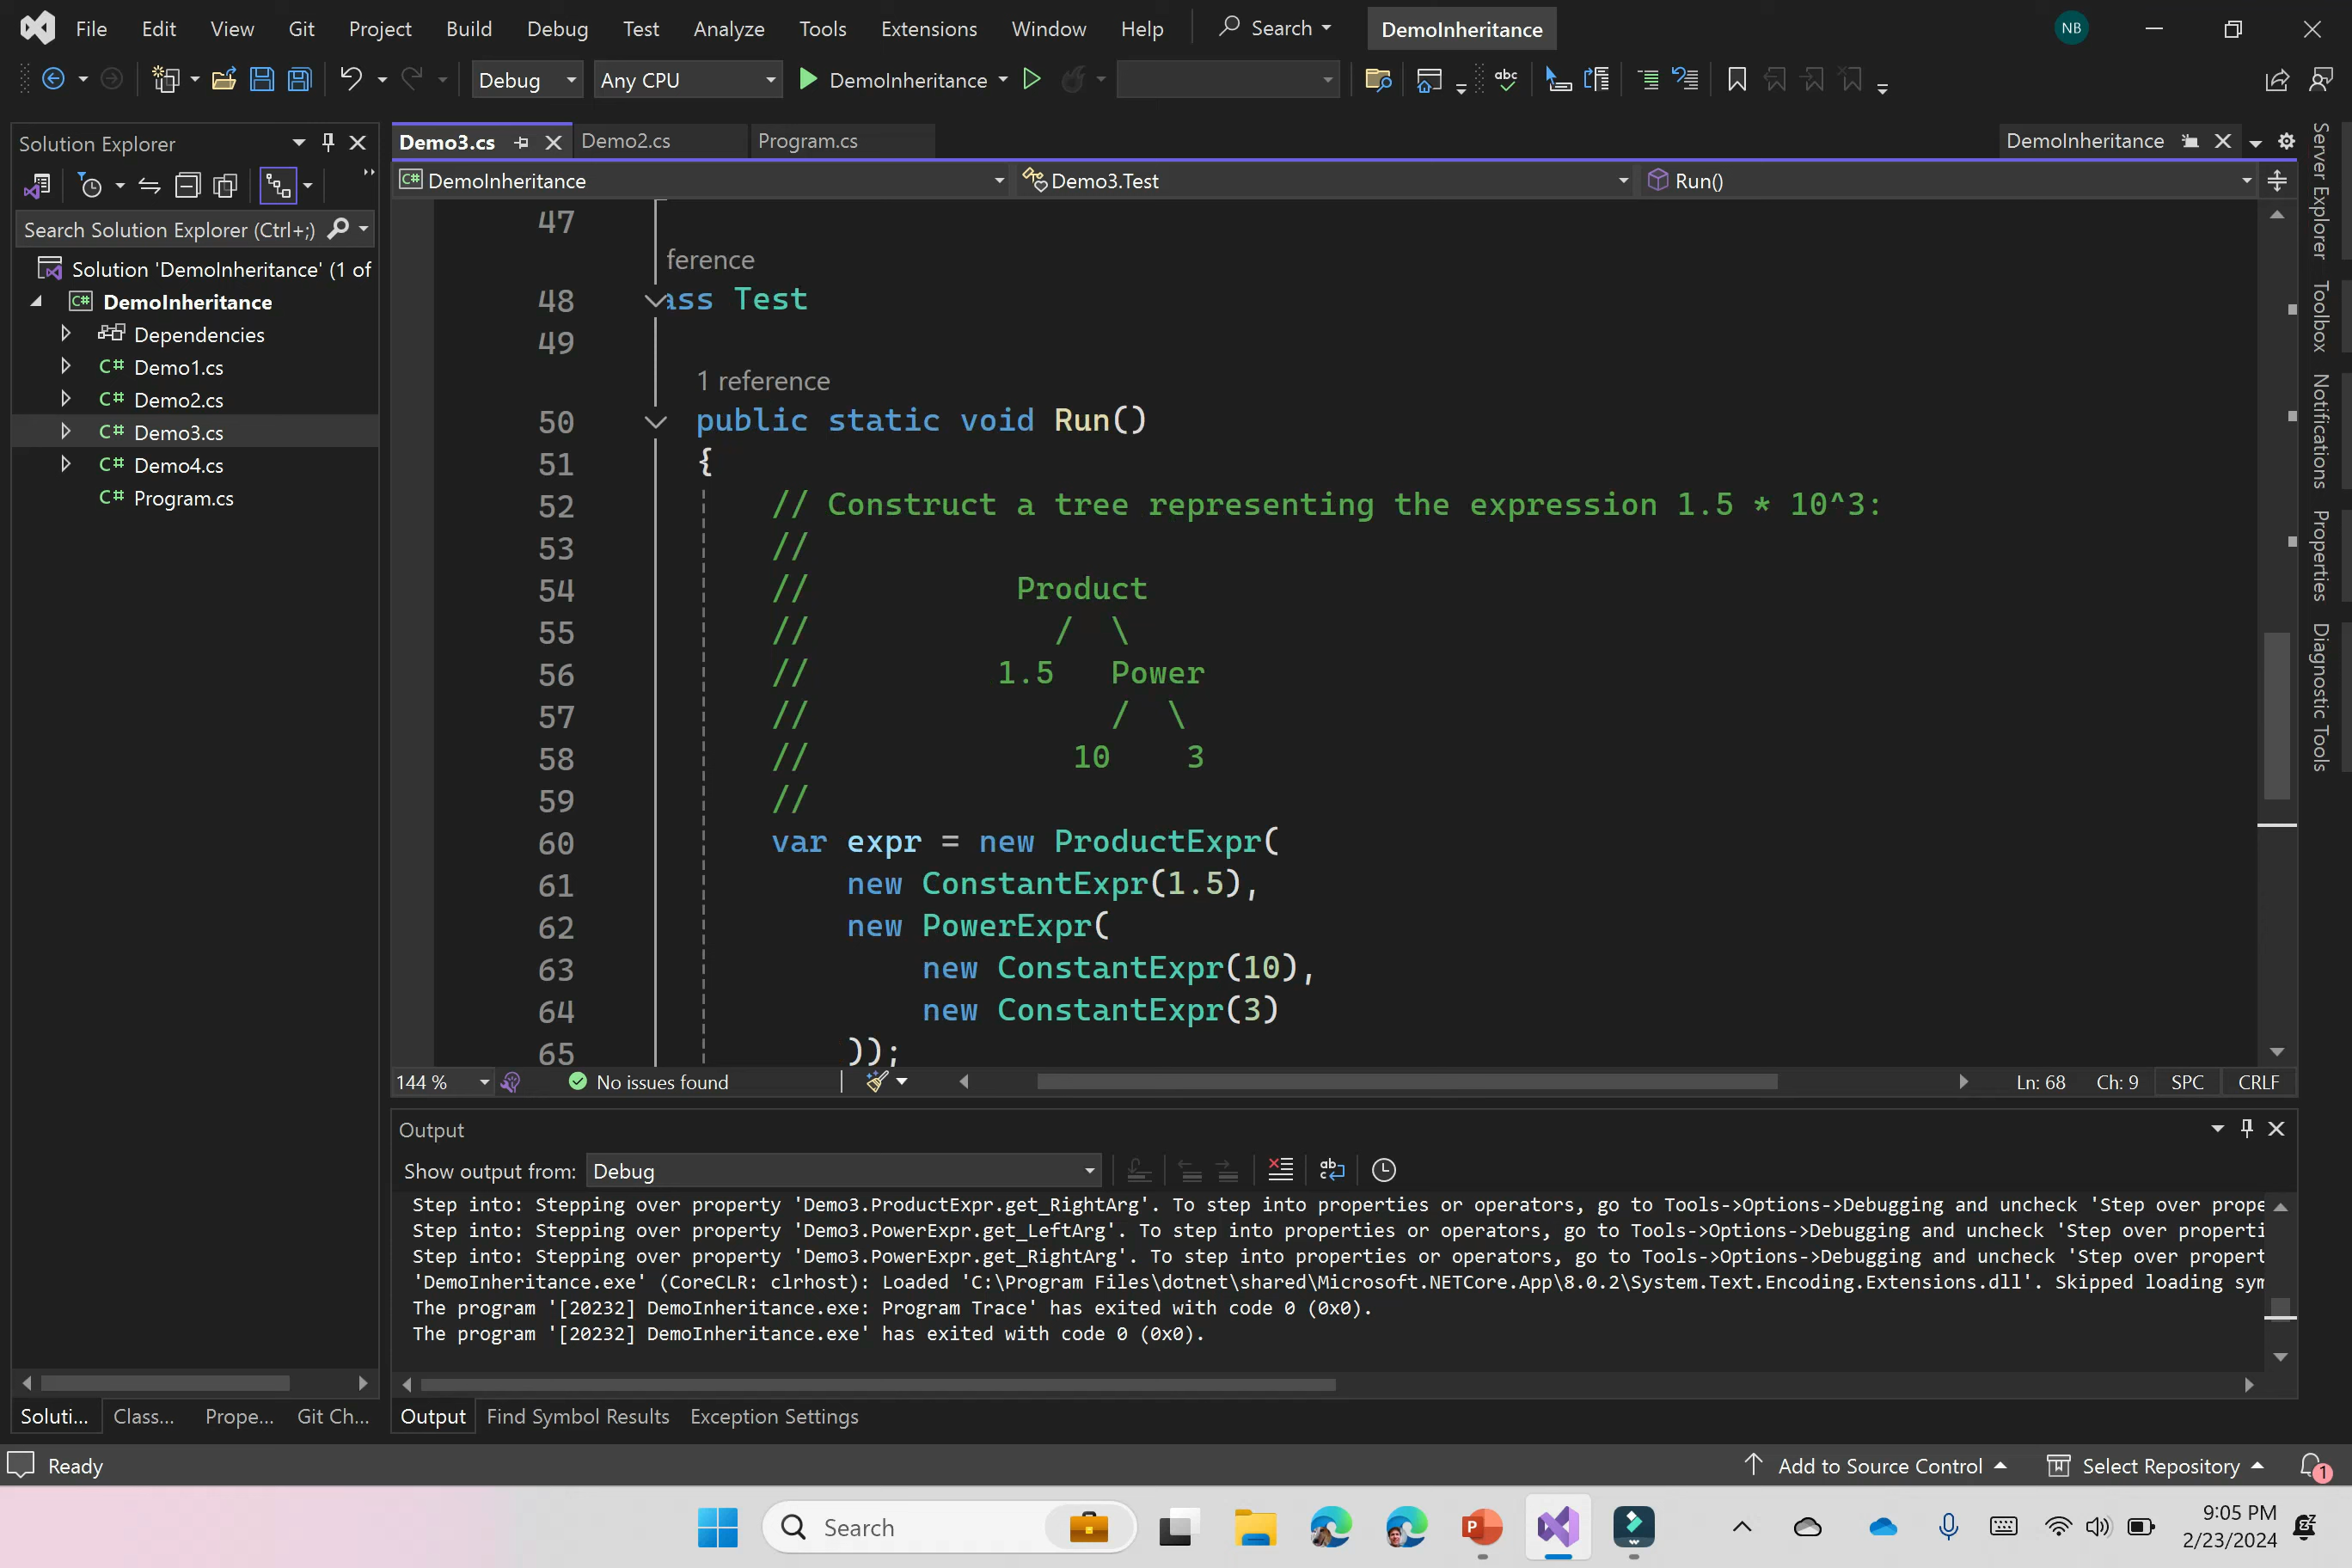 File Edit View Git Project Build Debug Test Analyze Tools Extensions Window Help Search DemoInheritance NB
Debug Any CPU DemoInheritance
Solution Explorer
Search Solution Explorer (Ctrl+;)
Solution 'DemoInheritance' (1 of
C# DemoInheritance
Dependencies
C# Demo1.cs
C# Demo2.cs
C# Demo3.cs
C# Demo4.cs
C# Program.cs
Soluti... Class... Prope... Git Ch...
Demo3.cs Demo2.cs Program.cs DemoInheritance
C# DemoInheritance Demo3.Test Run()
47
ference
48 ass Test
49
1 reference
50 public static void Run()
51 {
52 // Construct a tree representing the expression 1.5 * 10^3:
53 //
54 // Product
55 // / \
56 // 1.5 Power
57 // / \
58 // 10 3
59 //
60 var expr = new ProductExpr(
61 new ConstantExpr(1.5),
62 new PowerExpr(
63 new ConstantExpr(10),
64 new ConstantExpr(3)
65 ));
144 % No issues found Ln: 68 Ch: 9 SPC CRLF
Output
Show output from: Debug
Step into: Stepping over property 'Demo3.ProductExpr.get_RightArg'. To step into properties or operators, go to Tools->Options->Debugging and uncheck 'Step over prope
Step into: Stepping over property 'Demo3.PowerExpr.get_LeftArg'. To step into properties or operators, go to Tools->Options->Debugging and uncheck 'Step over properti
Step into: Stepping over property 'Demo3.PowerExpr.get_RightArg'. To step into properties or operators, go to Tools->Options->Debugging and uncheck 'Step over propert
'DemoInheritance.exe' (CoreCLR: clrhost): Loaded 'C:\Program Files\dotnet\shared\Microsoft.NETCore.App\8.0.2\System.Text.Encoding.Extensions.dll'. Skipped loading sym
The program '[20232] DemoInheritance.exe: Program Trace' has exited with code 0 (0x0).
The program '[20232] DemoInheritance.exe' has exited with code 0 (0x0).
Output Find Symbol Results Exception Settings
Server Explorer
Toolbox
Notifications
Properties
Diagnostic Tools
Ready Add to Source Control Select Repository 1
Search
9:05 PM
2/23/2024